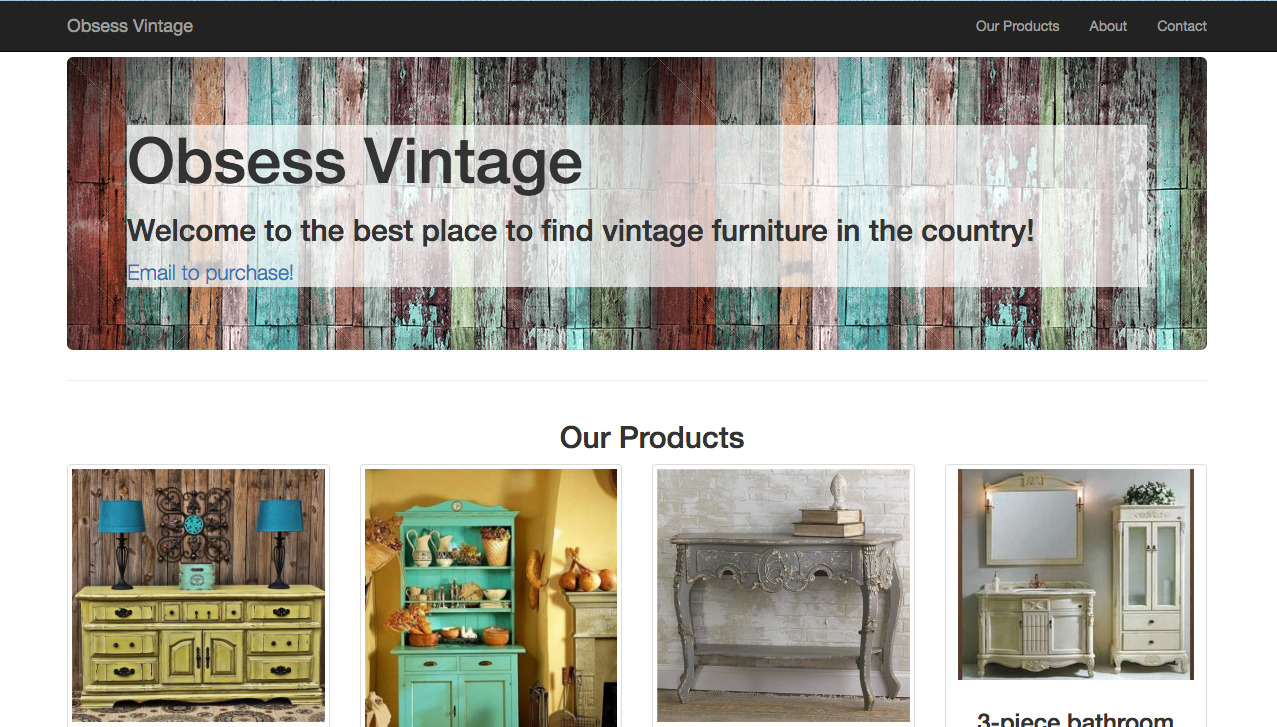 Obsess Vintage
Our Products
About
Contact
Obsess Vintage
Welcome to the best place to find vintage furniture in the country!
Email to purchase!
Our Products
3-piece bathroom